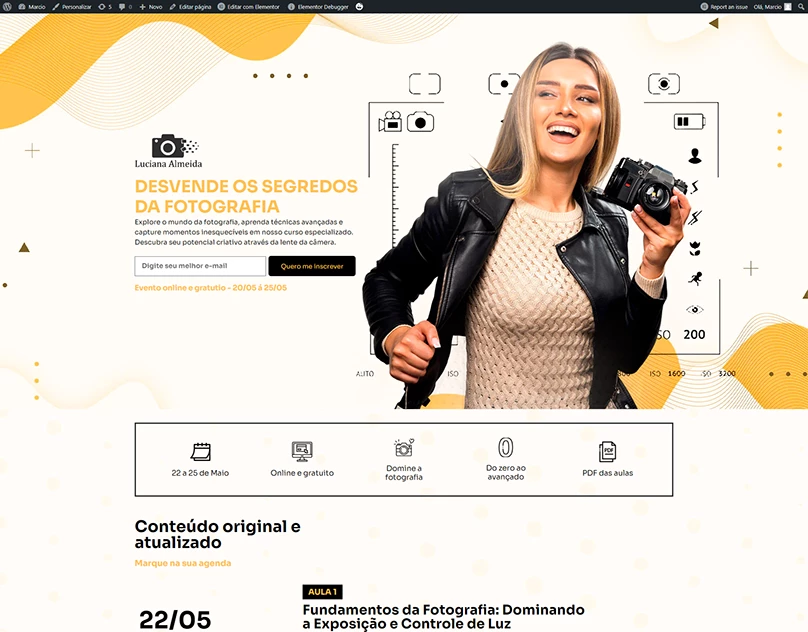 Marcio
Personalizar
5
0
Novo
Editar página
Editar com Elementor
Elementor Debugger
Report an issue
Olá, Marcio
Luciana Almeida
DESVENDE OS SEGREDOS
DA FOTOGRAFIA
Explore o mundo da fotografia, aprenda técnicas avançadas e
capture momentos inesquecíveis em nosso curso especializado.
Descubra seu potencial criativo através da lente da câmera.
Digite seu melhor e-mail
Quero me inscrever
Evento online e gratutio - 20/05 á 25/05
ISO 200
AUTO ISO 800 ISO 1600 ISO 3200
22 a 25 de Maio
Online e gratuito
Domine a
fotografia
Do zero ao
avançado
PDF
PDF das aulas
Conteúdo original e
atualizado
Marque na sua agenda
22/05
AULA 1
Fundamentos da Fotografia: Dominando
a Exposição e Controle de Luz